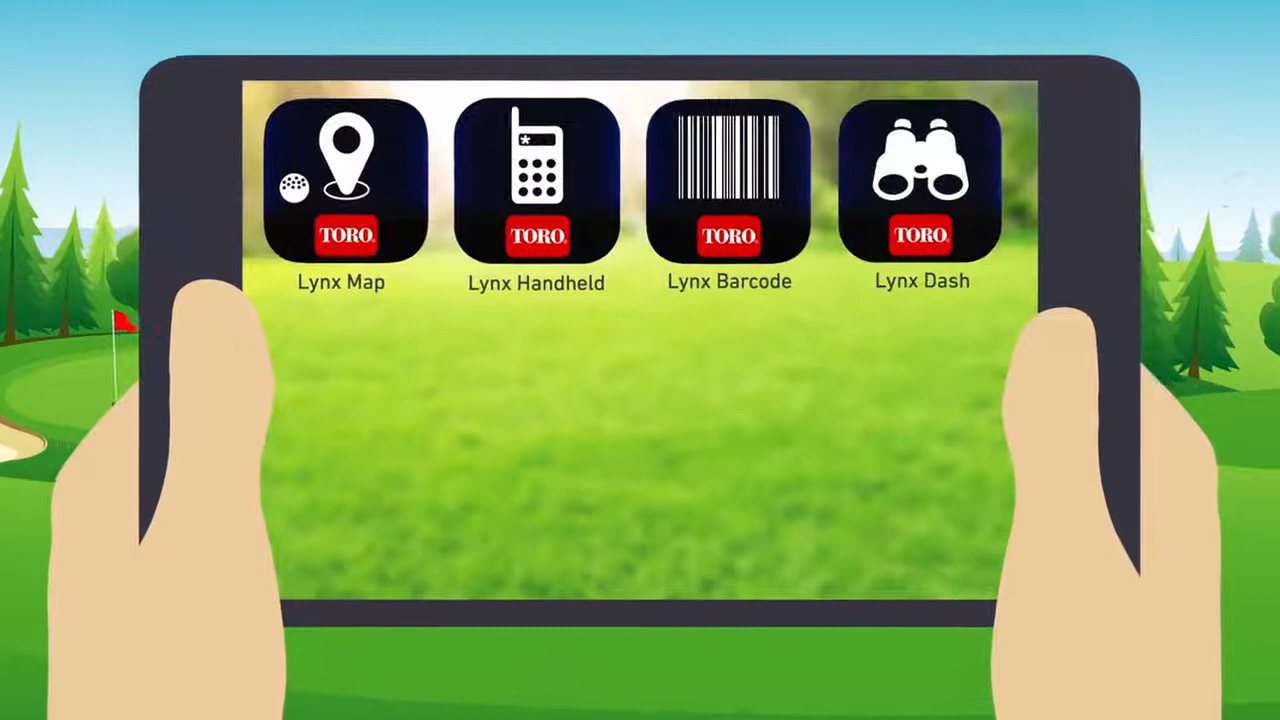 TORO
TORO
TORO
TORO
Lynx Map
Lynx Handheld
Lynx Barcode
Lynx Dash